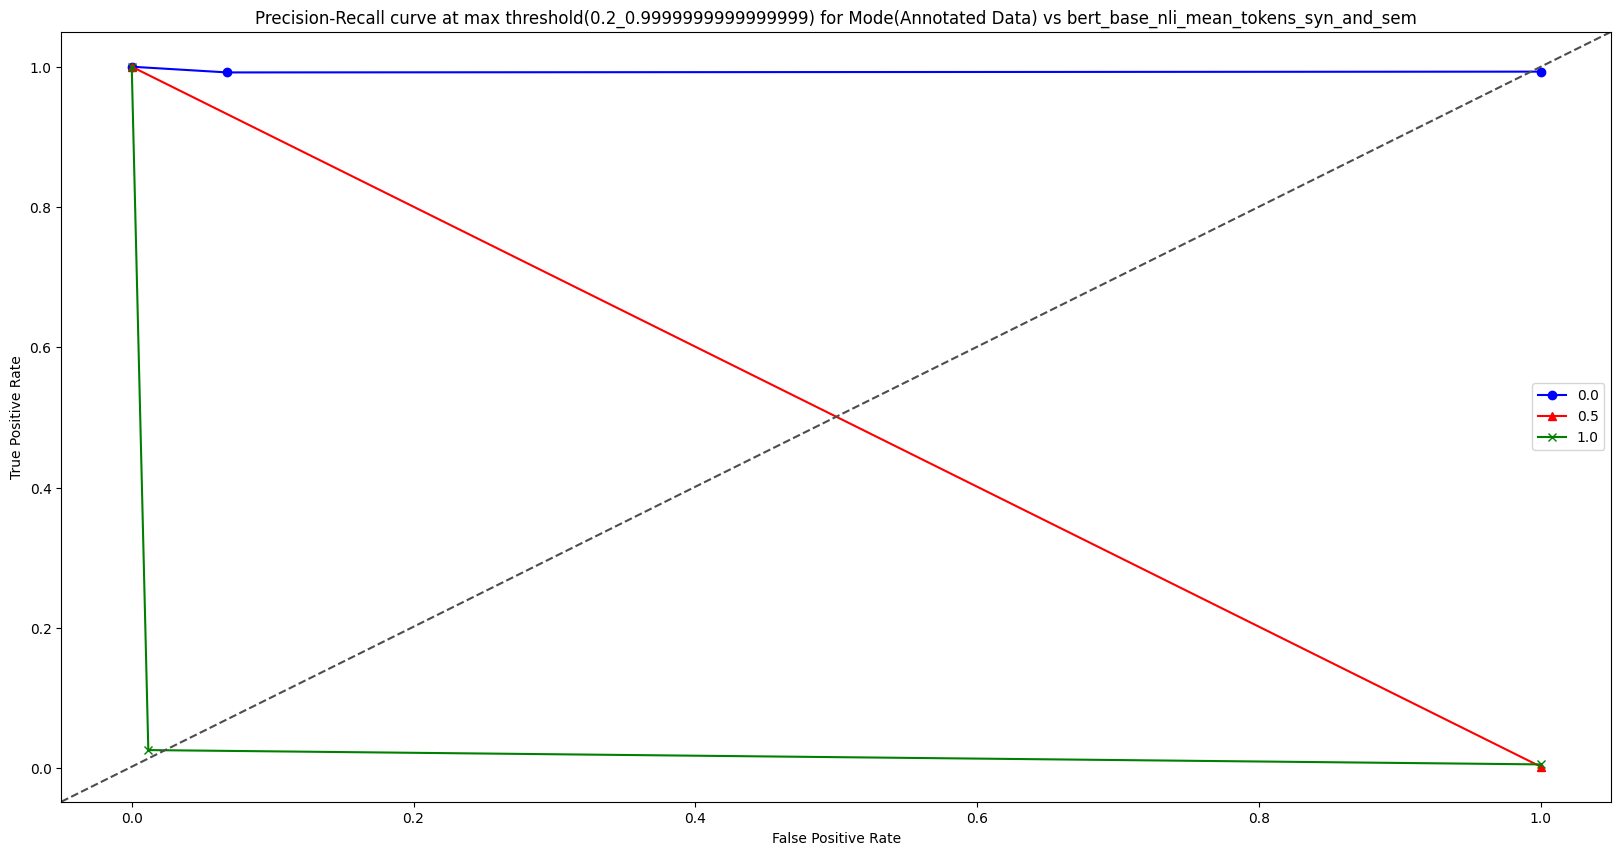 Precision-Recall curve at max threshold(0.2_0.9999999999999999) for Mode(Annotated Data) vs bert_base_nli_mean_tokens_syn_and_sem
1.0
0.8
0.6
0.4
0.2
0.0
True Positive Rate
0.0
0.5
1.0
0.0 0.2 0.4 0.6 0.8 1.0
False Positive Rate